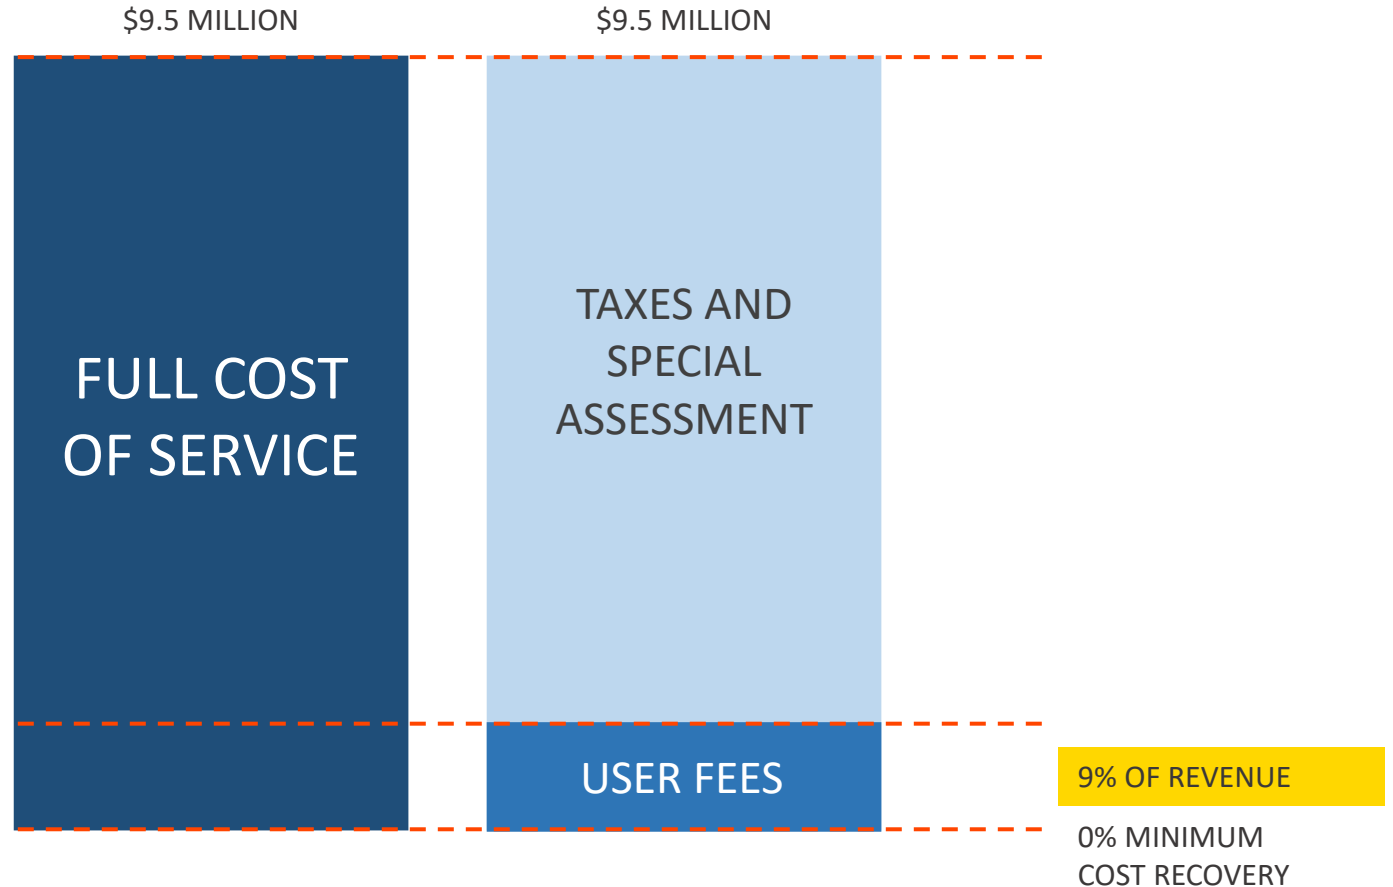 $9.5 MILLION
$9.5 MILLION
FULL COST
OF SERVICE
TAXES AND
SPECIAL
ASSESSMENT
USER FEES
9% OF REVENUE
0% MINIMUM
COST RECOVERY